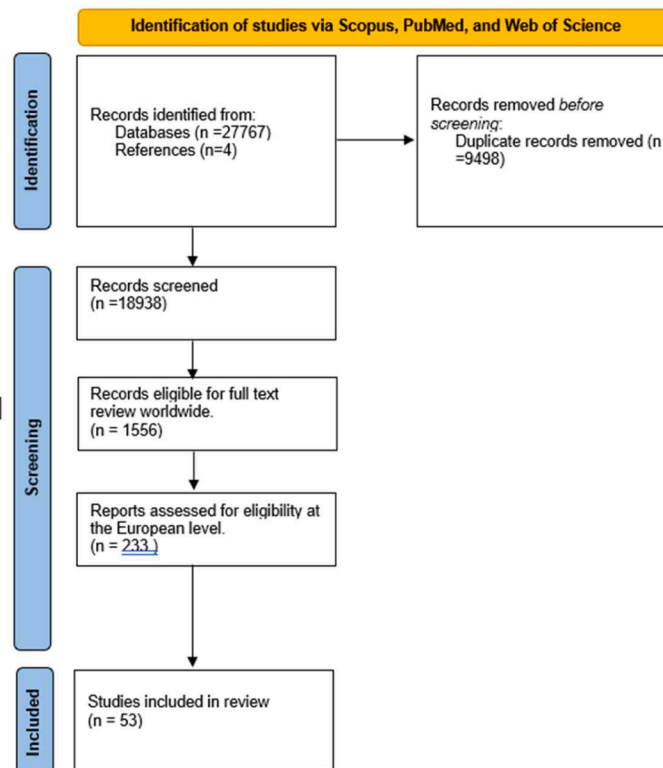 Identification of studies via Scopus, PubMed, and Web of Science
Identification
Records identified from:
Databases (n =27767)
References (n=4)
Records removed before
screening:
Duplicate records removed (n
=9498)
Screening
Records screened
(n =18938)
Records eligible for full text
review worldwide.
(n = 1556)
Reports assessed for eligibility at
the European level.
(n = 233 )
Included
Studies included in review
(n = 53)